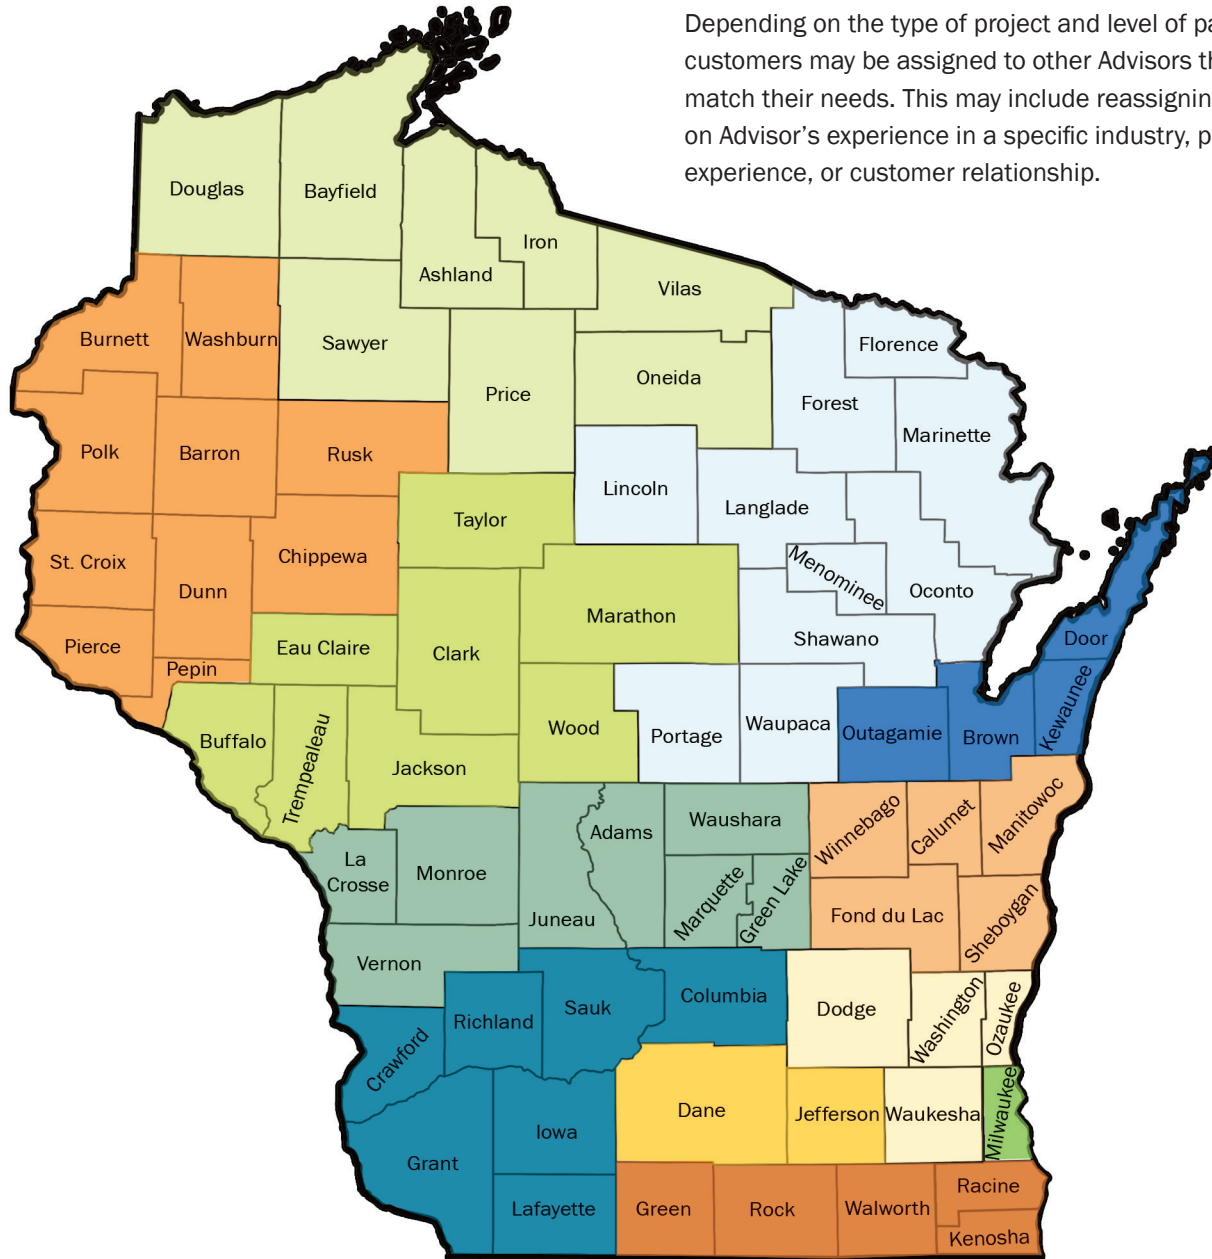 Depending on the type of project and level of pa
customers may be assigned to other Advisors th
match their needs. This may include reassignin
on Advisor’s experience in a specific industry, p
experience, or customer relationship.
Douglas
Bayfield
Ashland
Iron
Vilas
Burnett
Washburn
Sawyer
Price
Oneida
Florence
Forest
Marinette
Polk
Barron
Rusk
Lincoln
Langlade
Taylor
St. Croix
Dunn
Chippewa
Menominee
Oconto
Marathon
Pierce
Pepin
Eau Claire
Clark
Shawano
Door
Buffalo
Trempealeau
Jackson
Wood
Portage
Waupaca
Outagamie
Brown
Kewaunee
La
Crosse
Monroe
Juneau
Adams
Waushara
Marquette
Green Lake
Winnebago
Calumet
Manitowoc
Fond du Lac
Sheboygan
Vernon
Crawford
Richland
Sauk
Columbia
Dodge
Washington
Ozaukee
Grant
Iowa
Dane
Jefferson
Waukesha
Milwaukee
Lafayette
Green
Rock
Walworth
Racine
Kenosha